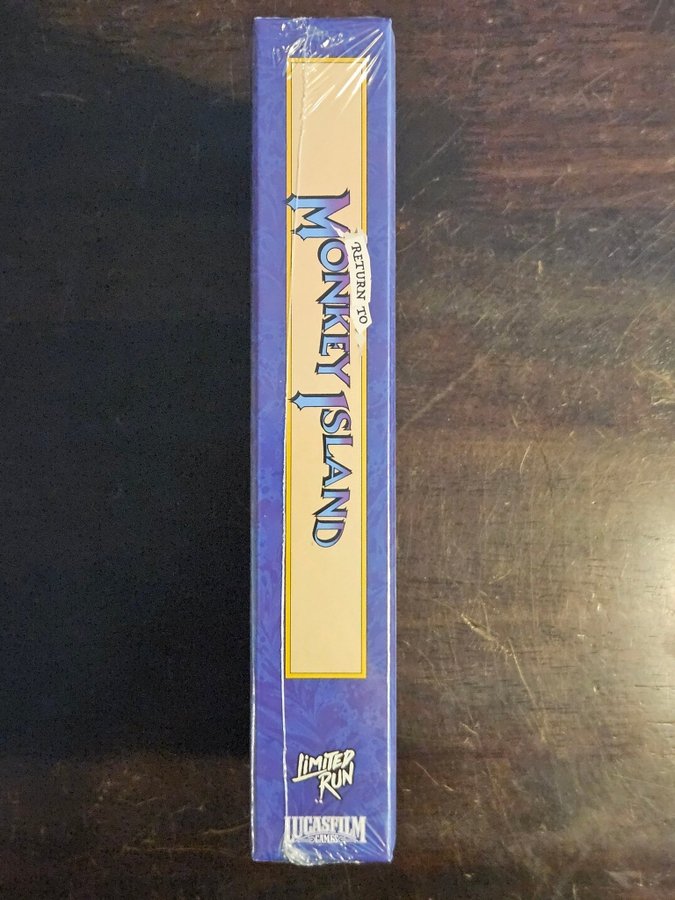 RETURN TO
MONKEY ISLAND
LIMITED
RUN
LUCASFILM
GAMES